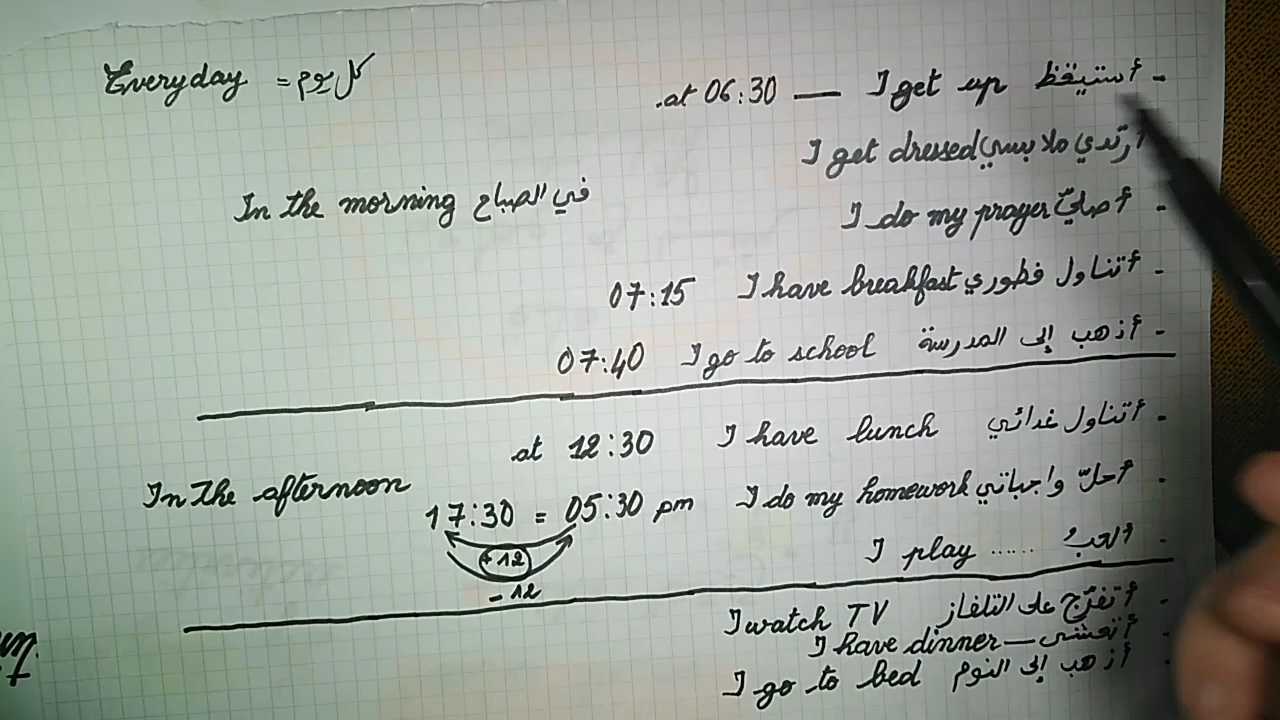 Everyday = كل يوم
at 06:30 — I get up أستيقظ -
I get dressed أرتدي ملابسي
In the morning في الصباح
I do my prayer أصلّي -
07:15 I have breakfast أتناول فطوري -
07:40 I go to school أذهب إلى المدرسة -
at 12:30 I have lunch أتناول غدائي -
In the afternoon
17:30 = 05:30 pm I do my homework أحلّ واجباتي -
+12
-12
I play ...... ألعبُ -
I watch TV أتفرّج على التلفاز -
I have dinner — أتعشى -
I go to bed أذهب إلى النوم -